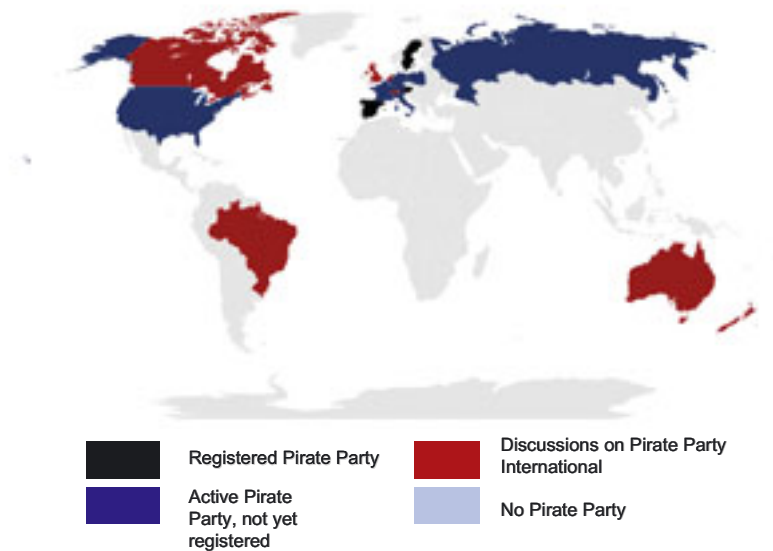 Registered Pirate Party
Active Pirate
Party, not yet
registered
Discussions on Pirate Party
International
No Pirate Party